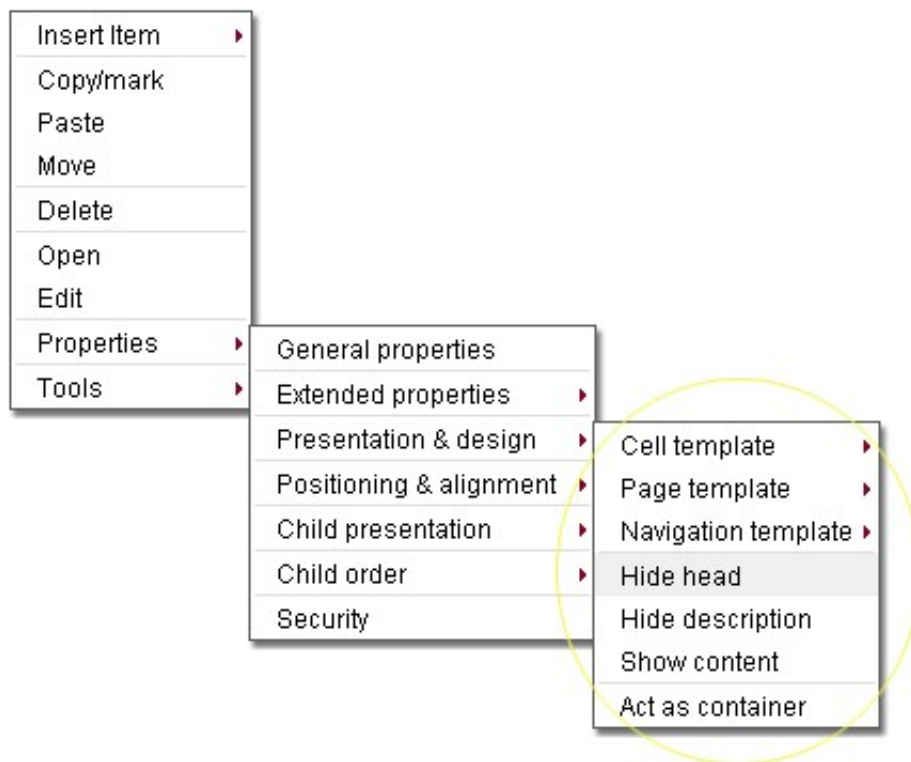 Insert Item
Copy/mark
Paste
Move
Delete
Open
Edit
Properties
Tools
General properties
Extended properties
Presentation & design
Positioning & alignment
Child presentation
Child order
Security
Cell template
Page template
Navigation template
Hide head
Hide description
Show content
Act as container